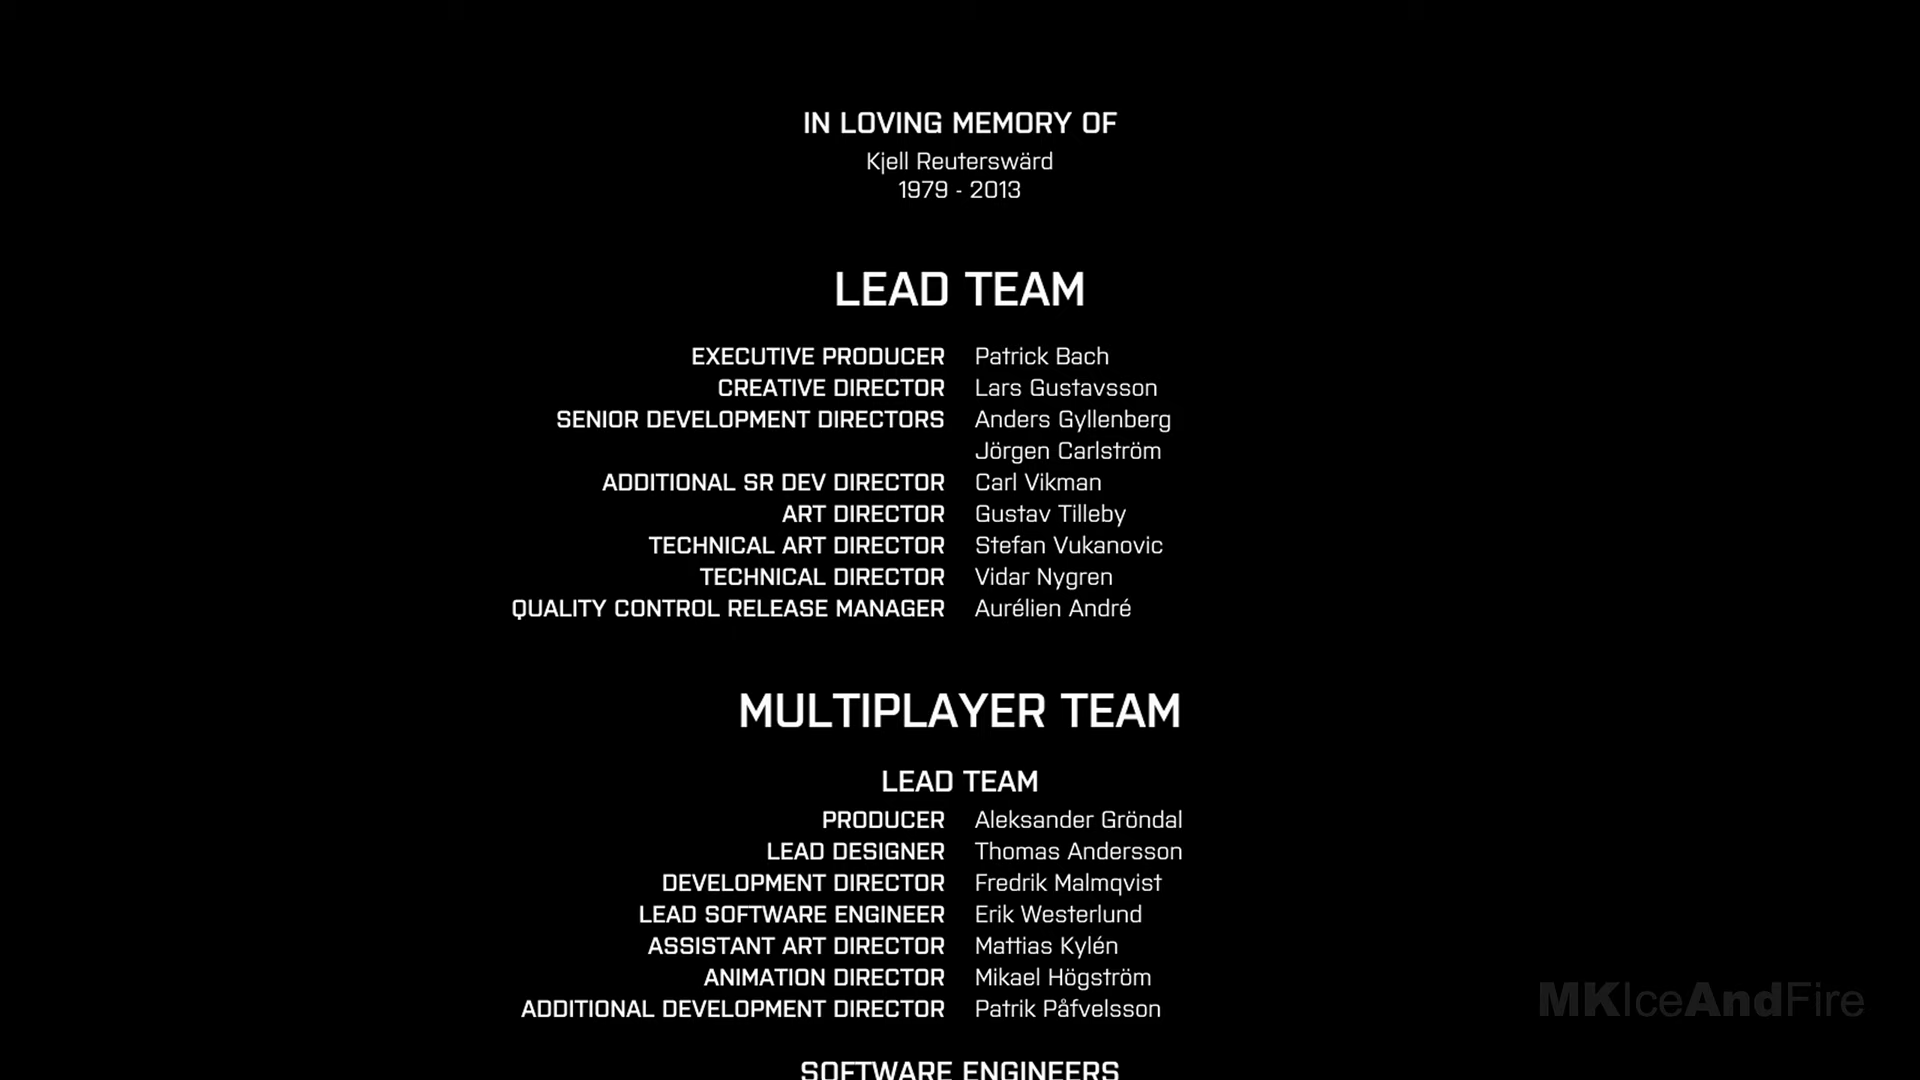 IN LOVING MEMORY OF
Kjell Reuterswärd
1979 - 2013
LEAD TEAM
EXECUTIVE PRODUCER Patrick Bach
CREATIVE DIRECTOR Lars Gustavsson
SENIOR DEVELOPMENT DIRECTORS Anders Gyllenberg
Jörgen Carlström
ADDITIONAL SR DEV DIRECTOR Carl Vikman
ART DIRECTOR Gustav Tilleby
TECHNICAL ART DIRECTOR Stefan Vukanovic
TECHNICAL DIRECTOR Vidar Nygren
QUALITY CONTROL RELEASE MANAGER Aurélien André
MULTIPLAYER TEAM
LEAD TEAM
PRODUCER Aleksander Gröndal
LEAD DESIGNER Thomas Andersson
DEVELOPMENT DIRECTOR Fredrik Malmqvist
LEAD SOFTWARE ENGINEER Erik Westerlund
ASSISTANT ART DIRECTOR Mattias Kylén
ANIMATION DIRECTOR Mikael Högström
ADDITIONAL DEVELOPMENT DIRECTOR Patrik Påfvelsson
MKIceAndFire
SOFTWARE ENGINEERS